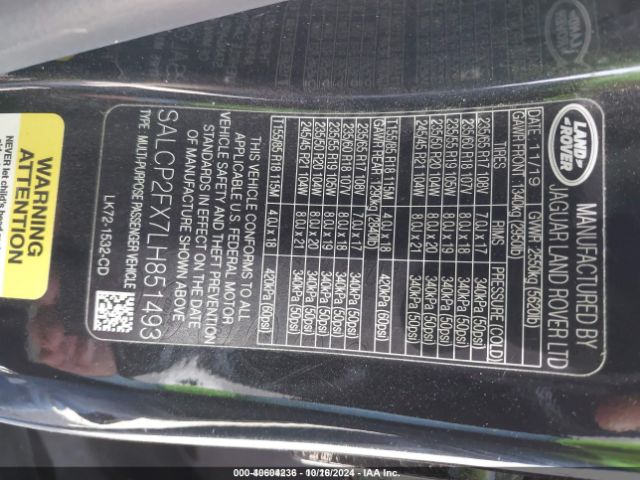 MANUFACTURED BY
JAGUAR LAND ROVER LTD
LAND-
ROVER
DATE: 11/19 GVWR 2550kg (5620lb)
GAWR FRONT 1340kg (2950lb)
TIRES RIMS PRESSURE (COLD)
235/65 R17 108V 7.0J x 17 340kPa (50psi)
235/60 R18 107V 8.0J x 18 340kPa (50psi)
235/55 R19 105W 8.0J x 19 340kPa (50psi)
235/50 R20 104W 8.0J x 20 340kPa (50psi)
245/45 R21 104W 8.0J x 21 340kPa (50psi)
T155/85 R18 115M 4.0J x 18 420kPa (60psi)
GAWR REAR 1290kg (2840lb)
235/65 R17 108V 7.0J x 17 340kPa (50psi)
235/60 R18 107V 8.0J x 18 340kPa (50psi)
235/55 R19 105W 8.0J x 19 340kPa (50psi)
235/50 R20 104W 8.0J x 20 340kPa (50psi)
245/45 R21 104W 8.0J x 21 340kPa (50psi)
T155/85 R18 115M 4.0J x 18 420kPa (60psi)
THIS VEHICLE CONFORMS TO ALL
APPLICABLE U.S. FEDERAL MOTOR
VEHICLE SAFETY AND THEFT PREVENTION
STANDARDS IN EFFECT ON THE DATE
OF MANUFACTURE SHOWN ABOVE
SALCP2FX7LH851493
TYPE: MULTI-PURPOSE PASSENGER VEHICLE
LK72-1532-CD
WARNING
ATTENTION
NEVER let child's head
10/16/2024 - IAA Inc.